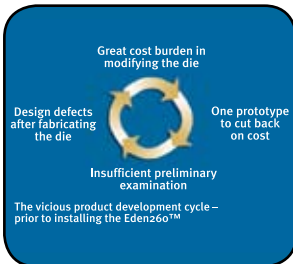 Great cost burden in
modifying the die
Design defects
after fabricating
the die
One prototype
to cut back
on cost
Insufficient preliminary
examination
The vicious product development cycle –
prior to installing the Eden260™